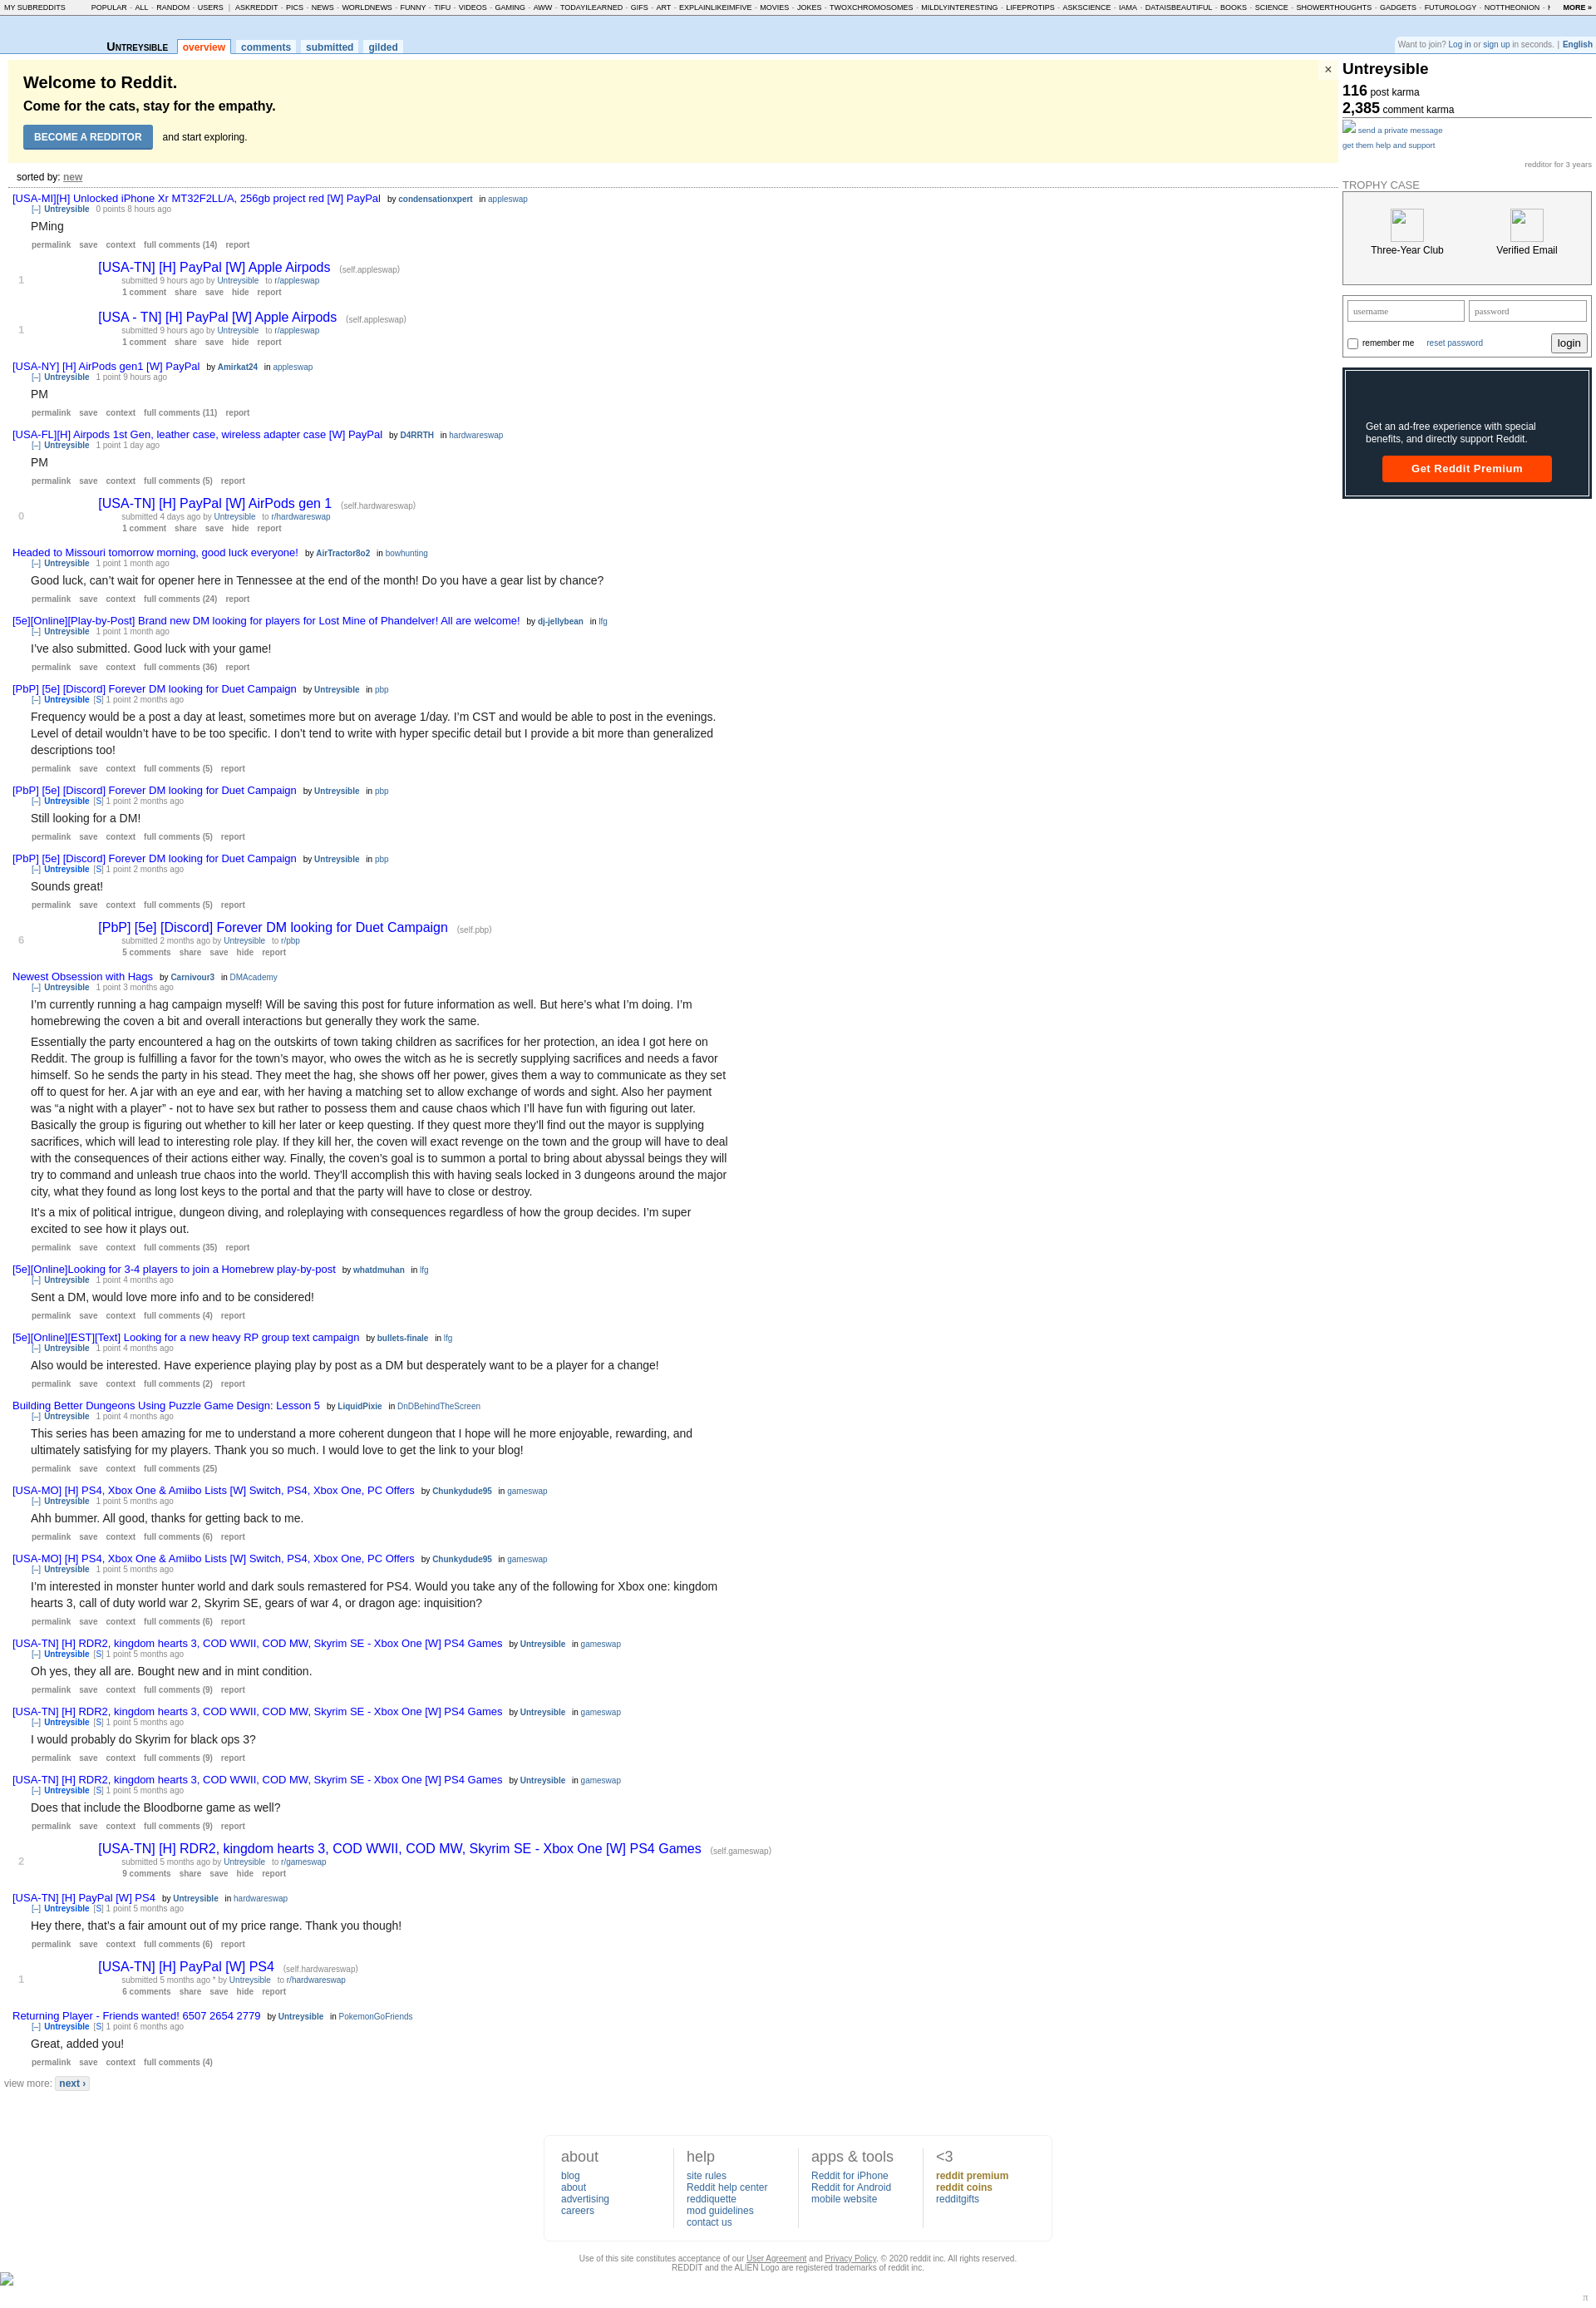 MY SUBREDDITS POPULAR - ALL - RANDOM - USERS | ASKREDDIT - PICS - NEWS - WORLDNEWS - FUNNY - TIFU - VIDEOS - GAMING - AWW - TODAYILEARNED - GIFS - ART - EXPLAINLIKEIMFIVE - MOVIES - JOKES - TWOXCHROMOSOMES - MILDLYINTERESTING - LIFEPROTIPS - ASKSCIENCE - IAMA - DATAISBEAUTIFUL - BOOKS - SCIENCE - SHOWERTHOUGHTS - GADGETS - FUTUROLOGY - NOTTHEONION - MORE »
UNTREYSIBLE overview comments submitted gilded
Want to join? Log in or sign up in seconds. | English
Welcome to Reddit.
×
Come for the cats, stay for the empathy.
BECOME A REDDITOR and start exploring.
sorted by: new
[USA-MI][H] Unlocked iPhone Xr MT32F2LL/A, 256gb project red [W] PayPal by condensationxpert in appleswap
[–] Untreysible 0 points 8 hours ago
PMing
permalink save context full comments (14) report
[USA-TN] [H] PayPal [W] Apple Airpods (self.appleswap)
1
submitted 9 hours ago by Untreysible to r/appleswap
1 comment share save hide report
[USA - TN] [H] PayPal [W] Apple Airpods (self.appleswap)
1
submitted 9 hours ago by Untreysible to r/appleswap
1 comment share save hide report
[USA-NY] [H] AirPods gen1 [W] PayPal by Amirkat24 in appleswap
[–] Untreysible 1 point 9 hours ago
PM
permalink save context full comments (11) report
[USA-FL][H] Airpods 1st Gen, leather case, wireless adapter case [W] PayPal by D4RRTH in hardwareswap
[–] Untreysible 1 point 1 day ago
PM
permalink save context full comments (5) report
[USA-TN] [H] PayPal [W] AirPods gen 1 (self.hardwareswap)
0
submitted 4 days ago by Untreysible to r/hardwareswap
1 comment share save hide report
Headed to Missouri tomorrow morning, good luck everyone! by AirTractor8o2 in bowhunting
[–] Untreysible 1 point 1 month ago
Good luck, can’t wait for opener here in Tennessee at the end of the month! Do you have a gear list by chance?
permalink save context full comments (24) report
[5e][Online][Play-by-Post] Brand new DM looking for players for Lost Mine of Phandelver! All are welcome! by dj-jellybean in lfg
[–] Untreysible 1 point 1 month ago
I’ve also submitted. Good luck with your game!
permalink save context full comments (36) report
[PbP] [5e] [Discord] Forever DM looking for Duet Campaign by Untreysible in pbp
[–] Untreysible [S] 1 point 2 months ago
Frequency would be a post a day at least, sometimes more but on average 1/day. I’m CST and would be able to post in the evenings.
Level of detail wouldn’t have to be too specific. I don’t tend to write with hyper specific detail but I provide a bit more than generalized
descriptions too!
permalink save context full comments (5) report
[PbP] [5e] [Discord] Forever DM looking for Duet Campaign by Untreysible in pbp
[–] Untreysible [S] 1 point 2 months ago
Still looking for a DM!
permalink save context full comments (5) report
[PbP] [5e] [Discord] Forever DM looking for Duet Campaign by Untreysible in pbp
[–] Untreysible [S] 1 point 2 months ago
Sounds great!
permalink save context full comments (5) report
[PbP] [5e] [Discord] Forever DM looking for Duet Campaign (self.pbp)
6
submitted 2 months ago by Untreysible to r/pbp
5 comments share save hide report
Newest Obsession with Hags by Carnivour3 in DMAcademy
[–] Untreysible 1 point 3 months ago
I’m currently running a hag campaign myself! Will be saving this post for future information as well. But here’s what I’m doing. I’m
homebrewing the coven a bit and overall interactions but generally they work the same.
Essentially the party encountered a hag on the outskirts of town taking children as sacrifices for her protection, an idea I got here on
Reddit. The group is fulfilling a favor for the town’s mayor, who owes the witch as he is secretly supplying sacrifices and needs a favor
himself. So he sends the party in his stead. They meet the hag, she shows off her power, gives them a way to communicate as they set
off to quest for her. A jar with an eye and ear, with her having a matching set to allow exchange of words and sight. Also her payment
was “a night with a player” - not to have sex but rather to possess them and cause chaos which I’ll have fun with figuring out later.
Basically the group is figuring out whether to kill her later or keep questing. If they quest more they’ll find out the mayor is supplying
sacrifices, which will lead to interesting role play. If they kill her, the coven will exact revenge on the town and the group will have to deal
with the consequences of their actions either way. Finally, the coven’s goal is to summon a portal to bring about abyssal beings they will
try to command and unleash true chaos into the world. They’ll accomplish this with having seals locked in 3 dungeons around the major
city, what they found as long lost keys to the portal and that the party will have to close or destroy.
It’s a mix of political intrigue, dungeon diving, and roleplaying with consequences regardless of how the group decides. I’m super
excited to see how it plays out.
permalink save context full comments (35) report
[5e][Online]Looking for 3-4 players to join a Homebrew play-by-post by whatdmuhan in lfg
[–] Untreysible 1 point 4 months ago
Sent a DM, would love more info and to be considered!
permalink save context full comments (4) report
[5e][Online][EST][Text] Looking for a new heavy RP group text campaign by bullets-finale in lfg
[–] Untreysible 1 point 4 months ago
Also would be interested. Have experience playing play by post as a DM but desperately want to be a player for a change!
permalink save context full comments (2) report
Building Better Dungeons Using Puzzle Game Design: Lesson 5 by LiquidPixie in DnDBehindTheScreen
[–] Untreysible 1 point 4 months ago
This series has been amazing for me to understand a more coherent dungeon that I hope will he more enjoyable, rewarding, and
ultimately satisfying for my players. Thank you so much. I would love to get the link to your blog!
permalink save context full comments (25)
[USA-MO] [H] PS4, Xbox One & Amiibo Lists [W] Switch, PS4, Xbox One, PC Offers by Chunkydude95 in gameswap
[–] Untreysible 1 point 5 months ago
Ahh bummer. All good, thanks for getting back to me.
permalink save context full comments (6) report
[USA-MO] [H] PS4, Xbox One & Amiibo Lists [W] Switch, PS4, Xbox One, PC Offers by Chunkydude95 in gameswap
[–] Untreysible 1 point 5 months ago
I’m interested in monster hunter world and dark souls remastered for PS4. Would you take any of the following for Xbox one: kingdom
hearts 3, call of duty world war 2, Skyrim SE, gears of war 4, or dragon age: inquisition?
permalink save context full comments (6) report
[USA-TN] [H] RDR2, kingdom hearts 3, COD WWII, COD MW, Skyrim SE - Xbox One [W] PS4 Games by Untreysible in gameswap
[–] Untreysible [S] 1 point 5 months ago
Oh yes, they all are. Bought new and in mint condition.
permalink save context full comments (9) report
[USA-TN] [H] RDR2, kingdom hearts 3, COD WWII, COD MW, Skyrim SE - Xbox One [W] PS4 Games by Untreysible in gameswap
[–] Untreysible [S] 1 point 5 months ago
I would probably do Skyrim for black ops 3?
permalink save context full comments (9) report
[USA-TN] [H] RDR2, kingdom hearts 3, COD WWII, COD MW, Skyrim SE - Xbox One [W] PS4 Games by Untreysible in gameswap
[–] Untreysible [S] 1 point 5 months ago
Does that include the Bloodborne game as well?
permalink save context full comments (9) report
[USA-TN] [H] RDR2, kingdom hearts 3, COD WWII, COD MW, Skyrim SE - Xbox One [W] PS4 Games (self.gameswap)
2
submitted 5 months ago by Untreysible to r/gameswap
9 comments share save hide report
[USA-TN] [H] PayPal [W] PS4 by Untreysible in hardwareswap
[–] Untreysible [S] 1 point 5 months ago
Hey there, that’s a fair amount out of my price range. Thank you though!
permalink save context full comments (6) report
[USA-TN] [H] PayPal [W] PS4 (self.hardwareswap)
1
submitted 5 months ago * by Untreysible to r/hardwareswap
6 comments share save hide report
Returning Player - Friends wanted! 6507 2654 2779 by Untreysible in PokemonGoFriends
[–] Untreysible [S] 1 point 6 months ago
Great, added you!
permalink save context full comments (4)
view more: next ›
Untreysible
116 post karma
2,385 comment karma
send a private message
get them help and support
redditor for 3 years
TROPHY CASE
Three-Year Club Verified Email
username password
remember me reset password login
Get an ad-free experience with special
benefits, and directly support Reddit.
Get Reddit Premium
about help apps & tools <3
blog site rules Reddit for iPhone reddit premium
about Reddit help center Reddit for Android reddit coins
advertising reddiquette mobile website redditgifts
careers mod guidelines
contact us
Use of this site constitutes acceptance of our User Agreement and Privacy Policy. © 2020 reddit inc. All rights reserved.
REDDIT and the ALIEN Logo are registered trademarks of reddit inc.
π